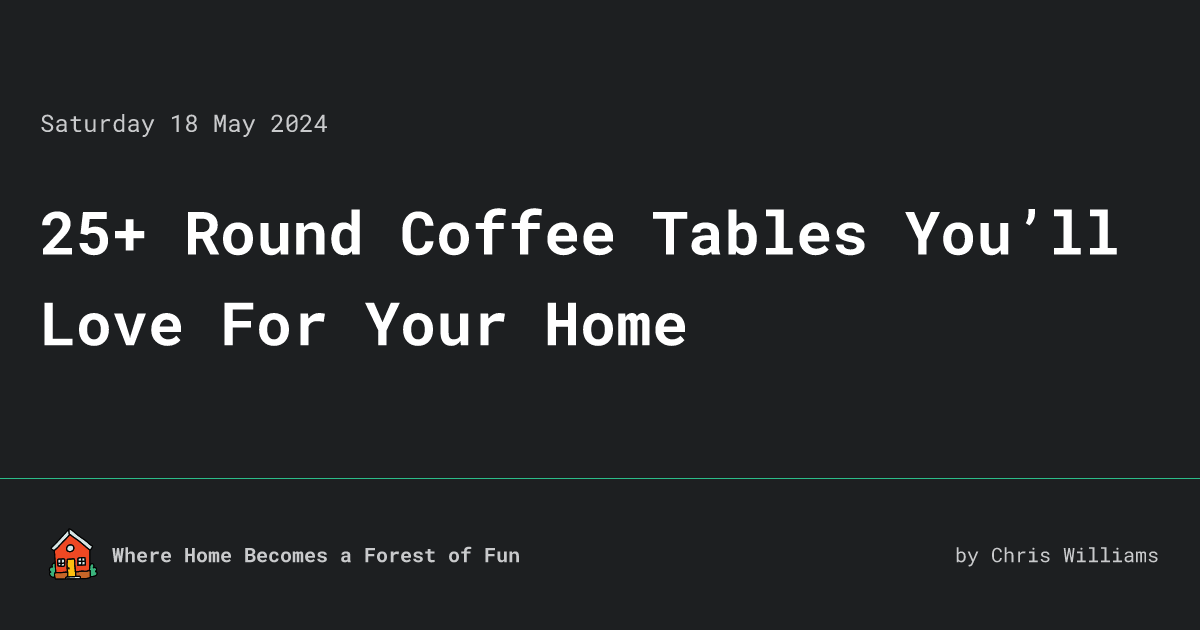 Saturday 18 May 2024
25+ Round Coffee Tables You’ll
Love For Your Home
Where Home Becomes a Forest of Fun
by Chris Williams